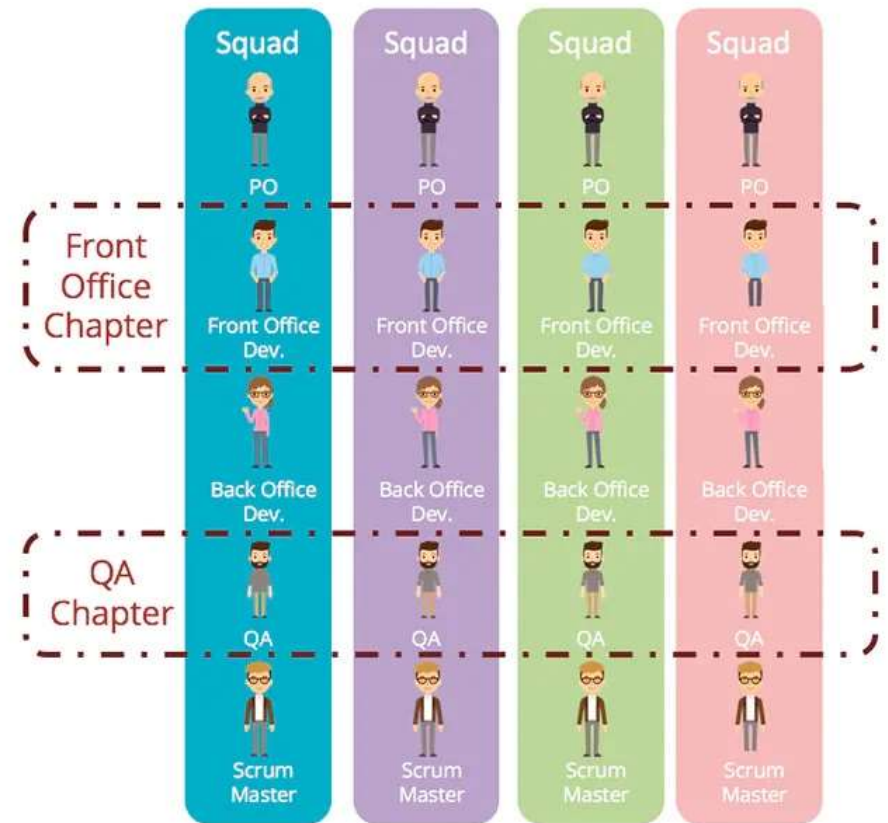 Squad Squad Squad Squad
PO PO PO PO
Front
Office
Chapter
Front Office Front Office Front Office Front Office
Dev. Dev. Dev. Dev.
Back Office Back Office Back Office Back Office
Dev. Dev. Dev. Dev.
QA
Chapter
QA QA QA QA
Scrum Scrum Scrum Scrum
Master Master Master Master